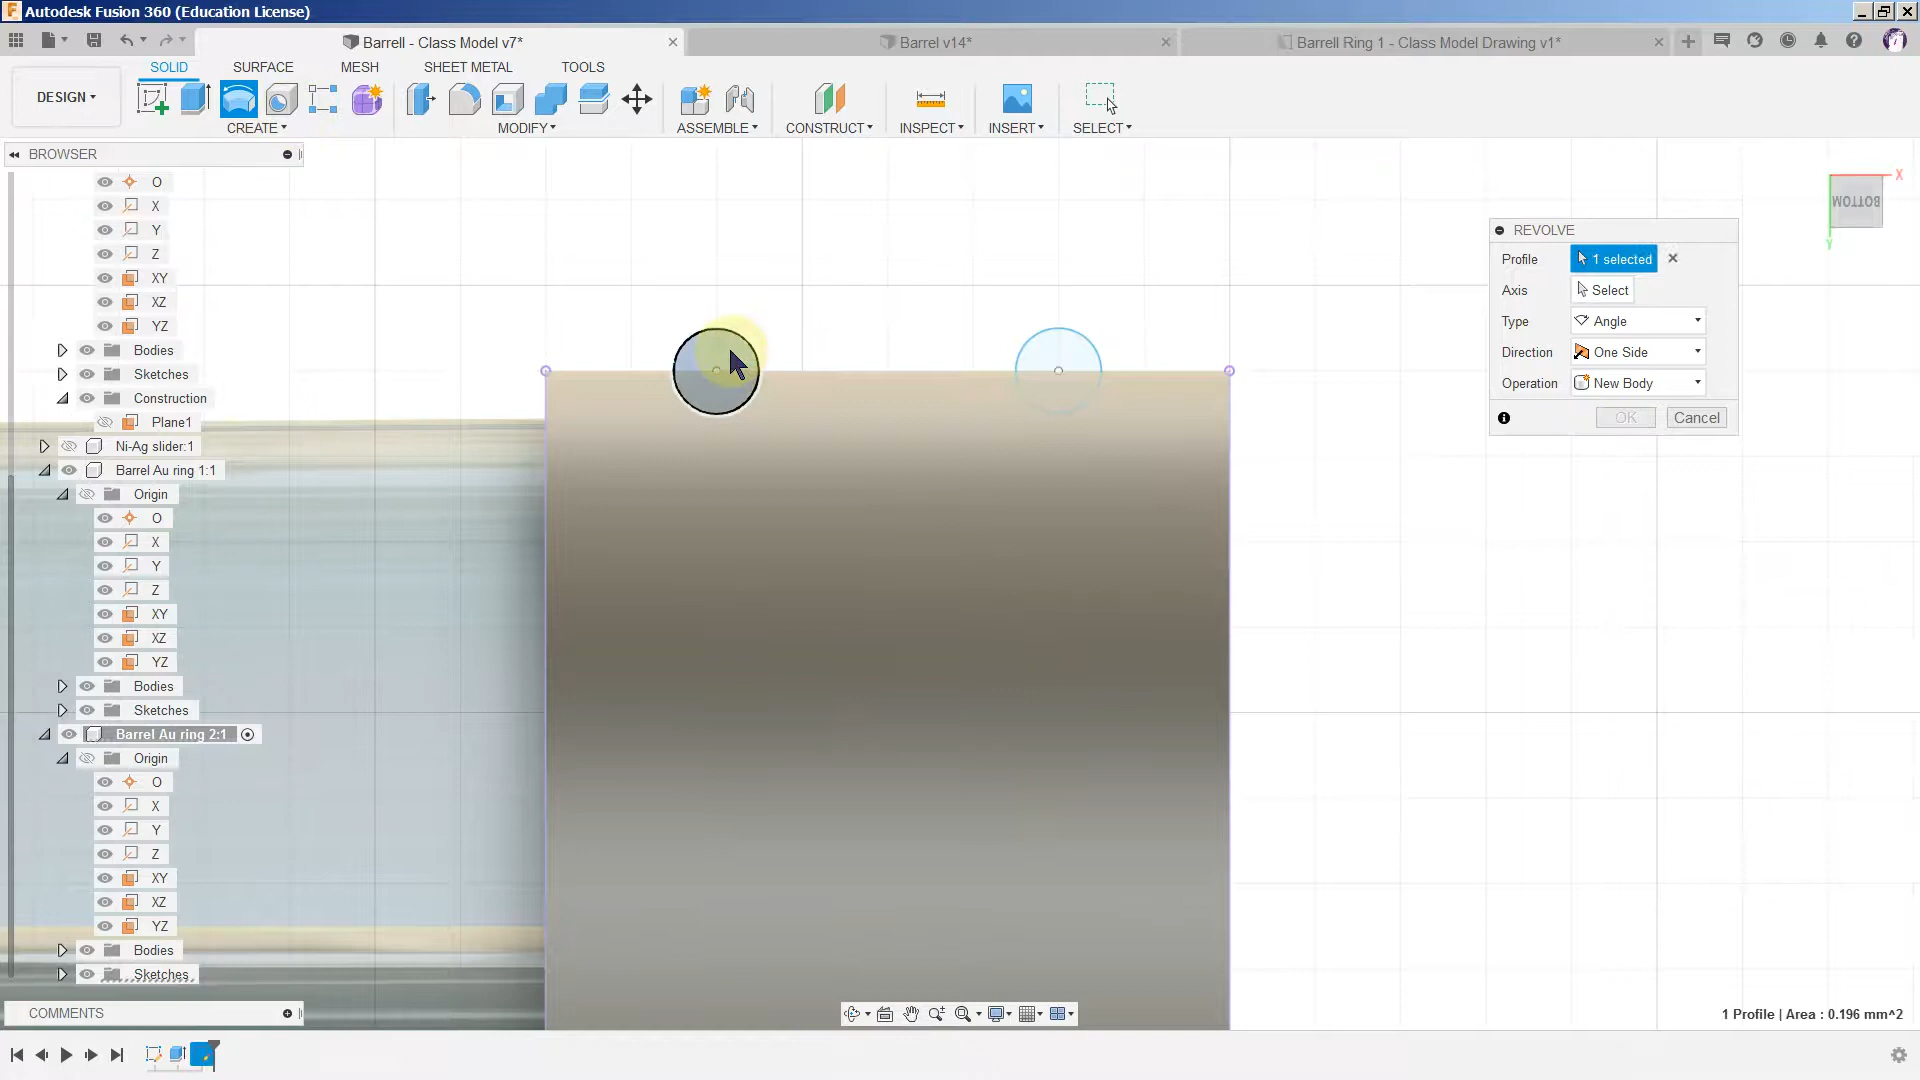 Autodesk Fusion 360 (Education License)
Barrell - Class Model v7*
Barrel v14*
Barrell Ring 1 - Class Model Drawing v1*
SOLID
SURFACE
MESH
SHEET METAL
TOOLS
DESIGN
CREATE
MODIFY
ASSEMBLE
CONSTRUCT
INSPECT
INSERT
SELECT
BROWSER
O
X
Y
Z
XY
XZ
YZ
Bodies
Sketches
Construction
Plane1
Ni-Ag slider:1
Barrel Au ring 1:1
Origin
O
X
Y
Z
XY
XZ
YZ
Bodies
Sketches
Barrel Au ring 2:1
Origin
O
X
Y
Z
XY
XZ
YZ
Bodies
Sketches
COMMENTS
X
BOTTOM
Y
REVOLVE
Profile
1 selected
Axis
Select
Type
Angle
Direction
One Side
Operation
New Body
OK
Cancel
1 Profile | Area : 0.196 mm^2